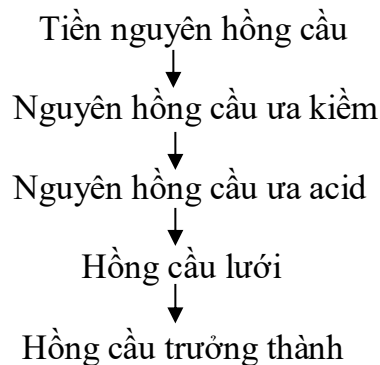 Tiền nguyên hồng cầu
Nguyên hồng cầu ưa kiềm
Nguyên hồng cầu ưa acid
Hồng cầu lưới
Hồng cầu trưởng thành